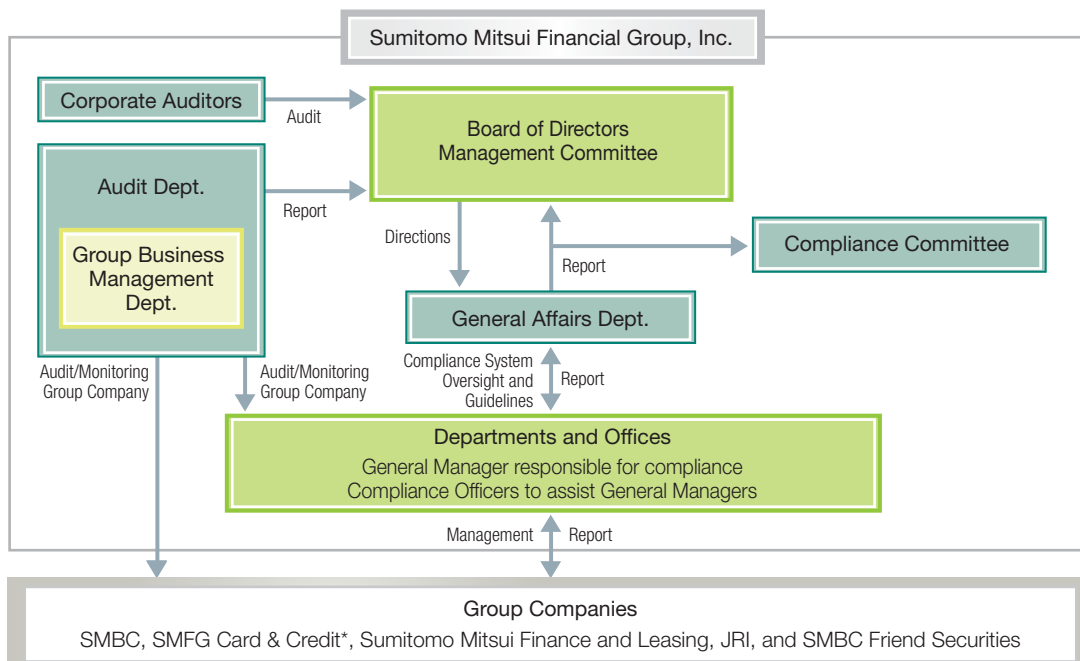 Sumitomo Mitsui Financial Group, Inc.
Corporate Auditors
Audit
Board of Directors
Management Committee
Audit Dept.
Report
Group Business
Management
Dept.
Directions
Report
Compliance Committee
General Affairs Dept.
Audit/Monitoring
Group Company
Audit/Monitoring
Group Company
Compliance System
Oversight and
Guidelines
Report
Departments and Offices
General Manager responsible for compliance
Compliance Officers to assist General Managers
Management
Report
Group Companies
SMBC, SMFG Card & Credit*, Sumitomo Mitsui Finance and Leasing, JRI, and SMBC Friend Securities